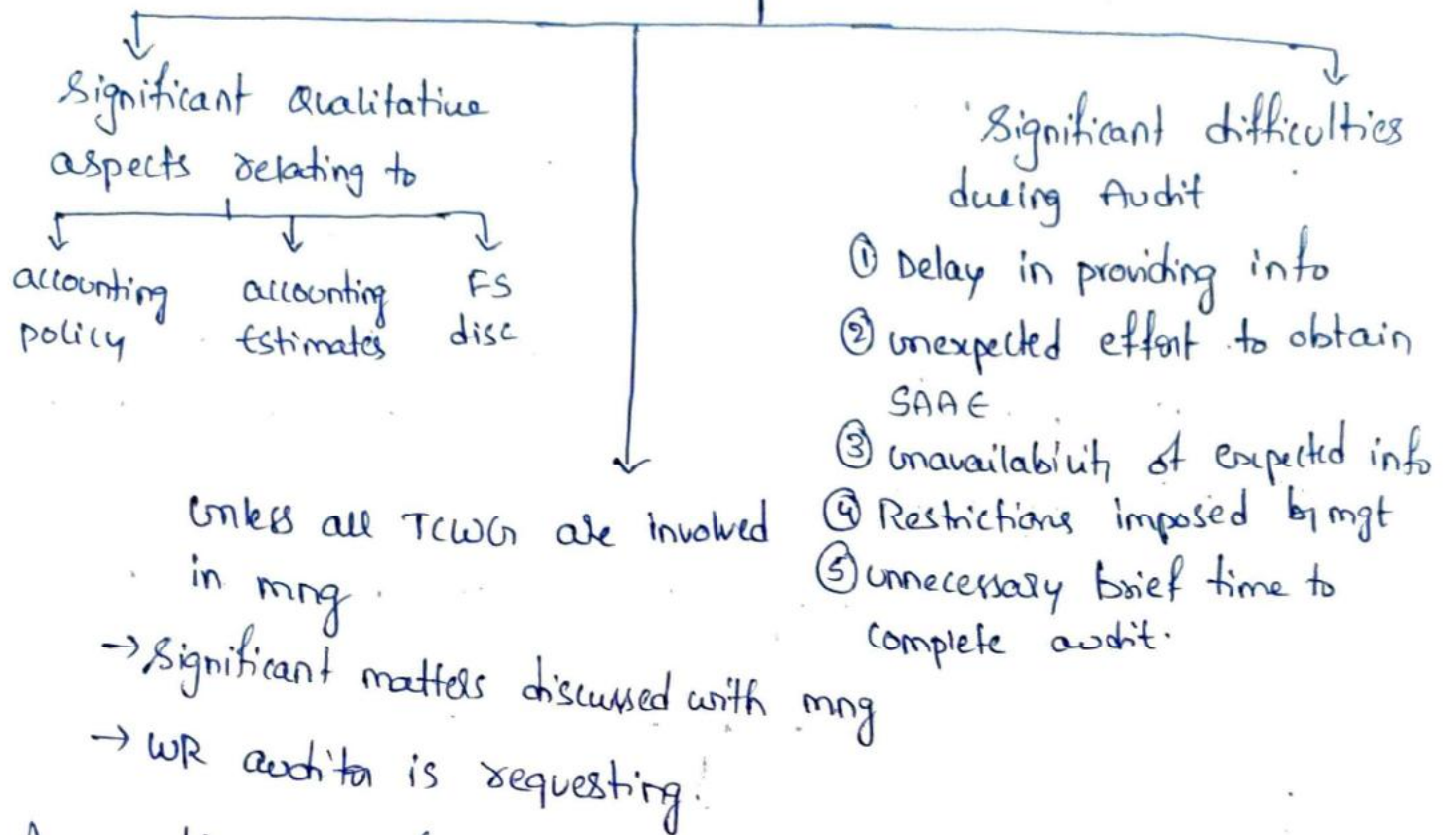 Significant Qualitative
aspects relating to
accounting policy
accounting Estimates
FS disc
Unless all TCWG are involved
in mng.
→ Significant matters discussed with mng
→ WR auditor is requesting.
Significant difficulties
during Audit
① Delay in providing info
② unexpected effort to obtain
SAAE
③ unavailability of expected info
④ Restrictions imposed by mgt
⑤ unnecessary brief time to
complete audit.